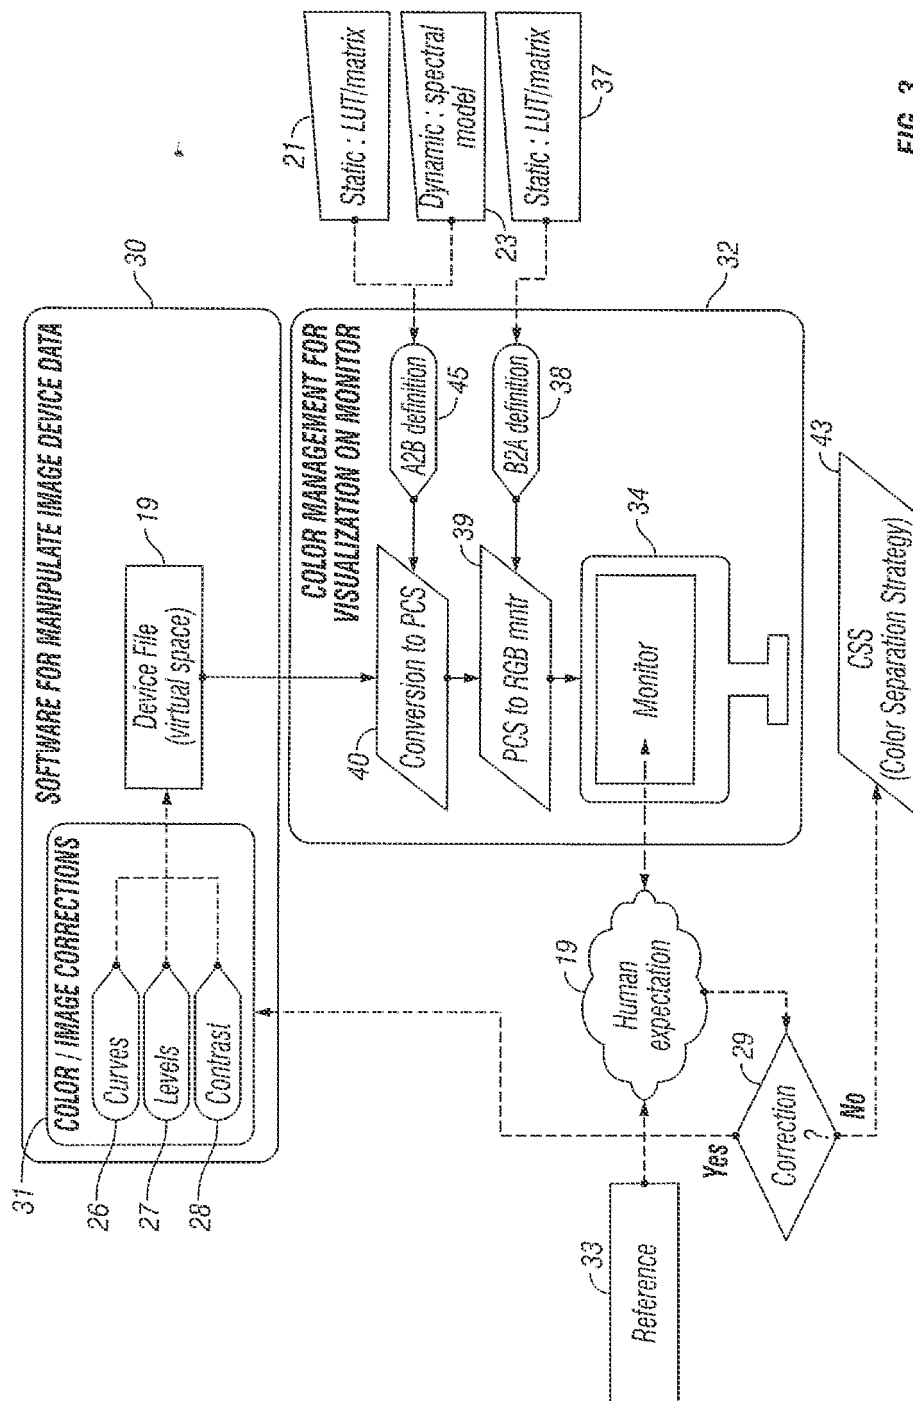 SOFTWARE FOR MANIPULATE IMAGE DEVICE DATA
30
31
COLOR / IMAGE CORRECTIONS
26
Curves
27
Levels
28
Contrast
19
Device File
(virtual space)
COLOR MANAGEMENT FOR
VISUALIZATION ON MONITOR
32
40
Conversion to PCS
A2B definition
45
39
PCS to RGB mntr
B2A definition
38
34
Monitor
21
Static : LUT/matrix
Dynamic : spectral
model
23
Static : LUT/matrix
37
33
Reference
19
Human
expectation
29
Correction
?
Yes
No
43
CSS
(Color Separation Strategy)
FIG. 3